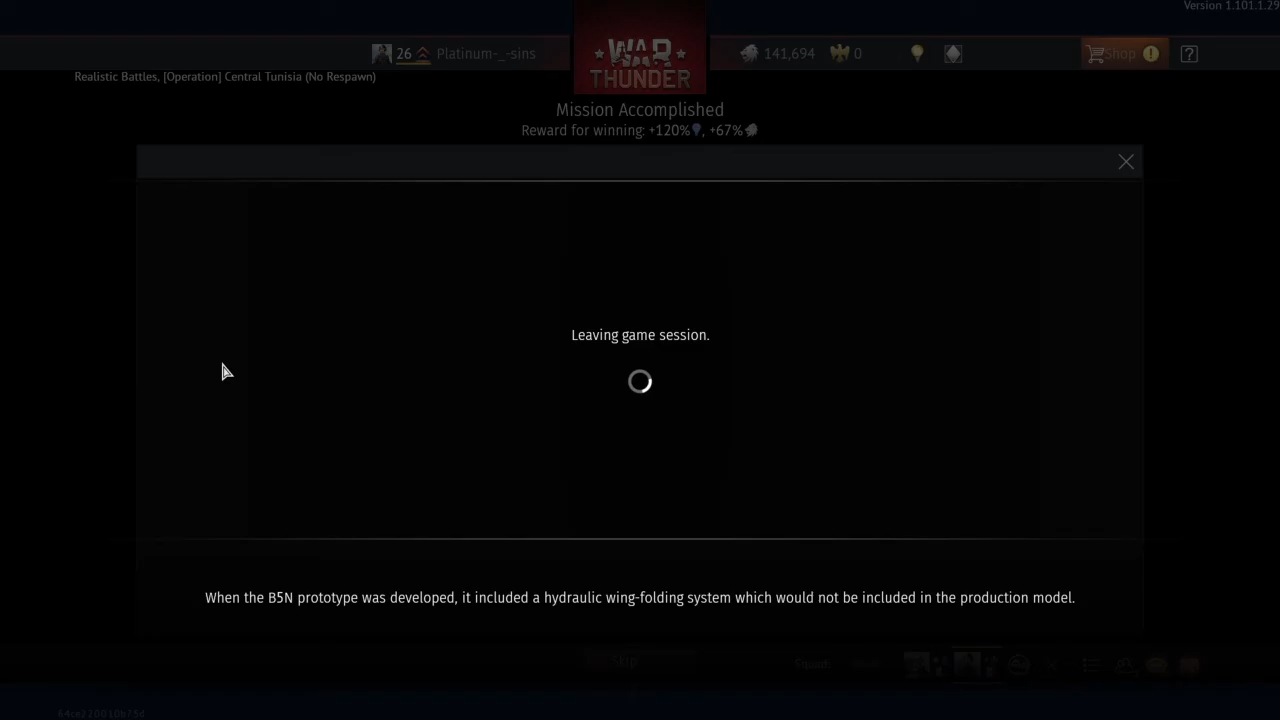 Version 1.101.1.29
26 Platinum-_-sins
WAR
THUNDER
141,694
0
Shop
Realistic Battles, [Operation] Central Tunisia (No Respawn)
Mission Accomplished
Reward for winning: +120%, +67%
Leaving game session.
When the B5N prototype was developed, it included a hydraulic wing-folding system which would not be included in the production model.
Skip
Squad: